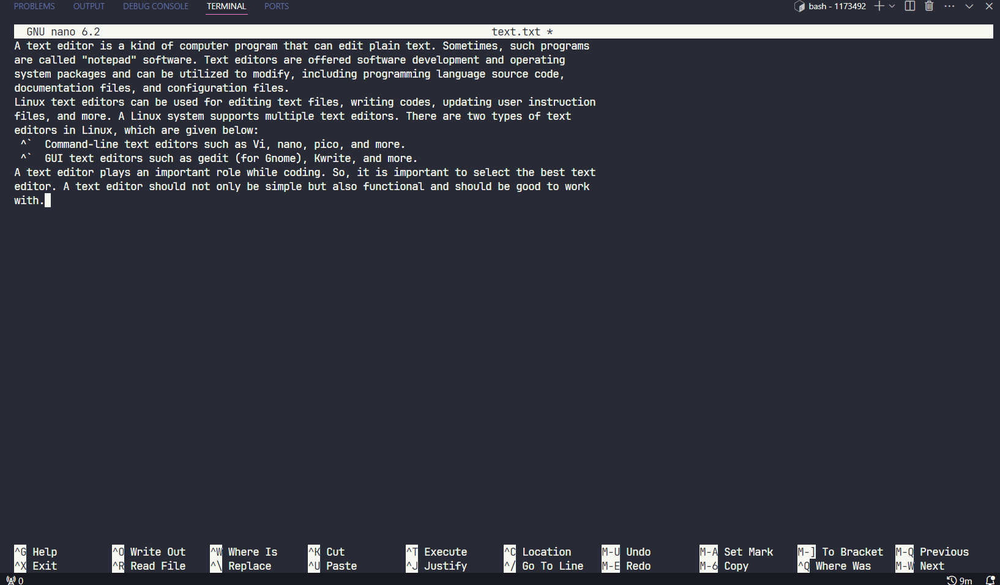 PROBLEMS OUTPUT DEBUG CONSOLE TERMINAL PORTS bash - 1173492
GNU nano 6.2 text.txt *
A text editor is a kind of computer program that can edit plain text. Sometimes, such programs
are called "notepad" software. Text editors are offered software development and operating
system packages and can be utilized to modify, including programming language source code,
documentation files, and configuration files.
Linux text editors can be used for editing text files, writing codes, updating user instruction
files, and more. A Linux system supports multiple text editors. There are two types of text
editors in Linux, which are given below:
^` Command-line text editors such as Vi, nano, pico, and more.
^` GUI text editors such as gedit (for Gnome), Kwrite, and more.
A text editor plays an important role while coding. So, it is important to select the best text
editor. A text editor should not only be simple but also functional and should be good to work
with.
^G Help ^O Write Out ^W Where Is ^K Cut ^T Execute ^C Location M-U Undo M-A Set Mark M-] To Bracket M-Q Previous
^X Exit ^R Read File ^\ Replace ^U Paste ^J Justify ^/ Go To Line M-E Redo M-6 Copy ^Q Where Was M-W Next
0 9m